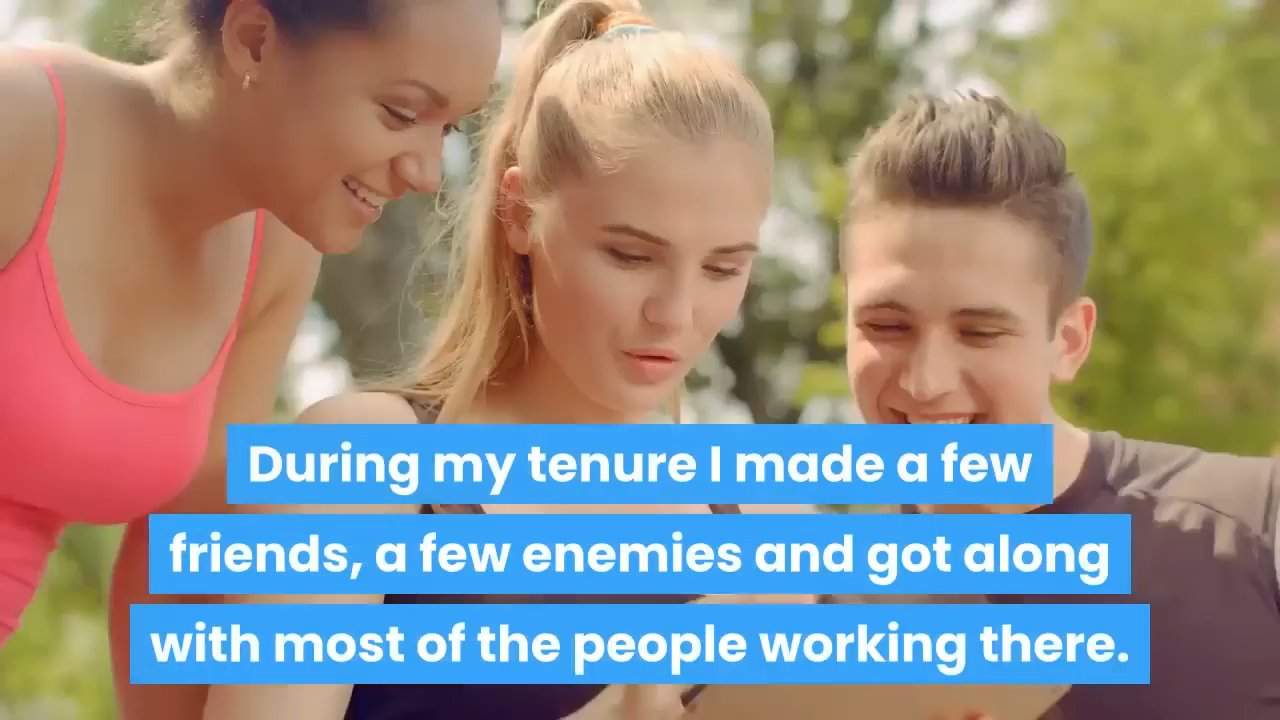 During my tenure I made a few
friends, a few enemies and got along
with most of the people working there.